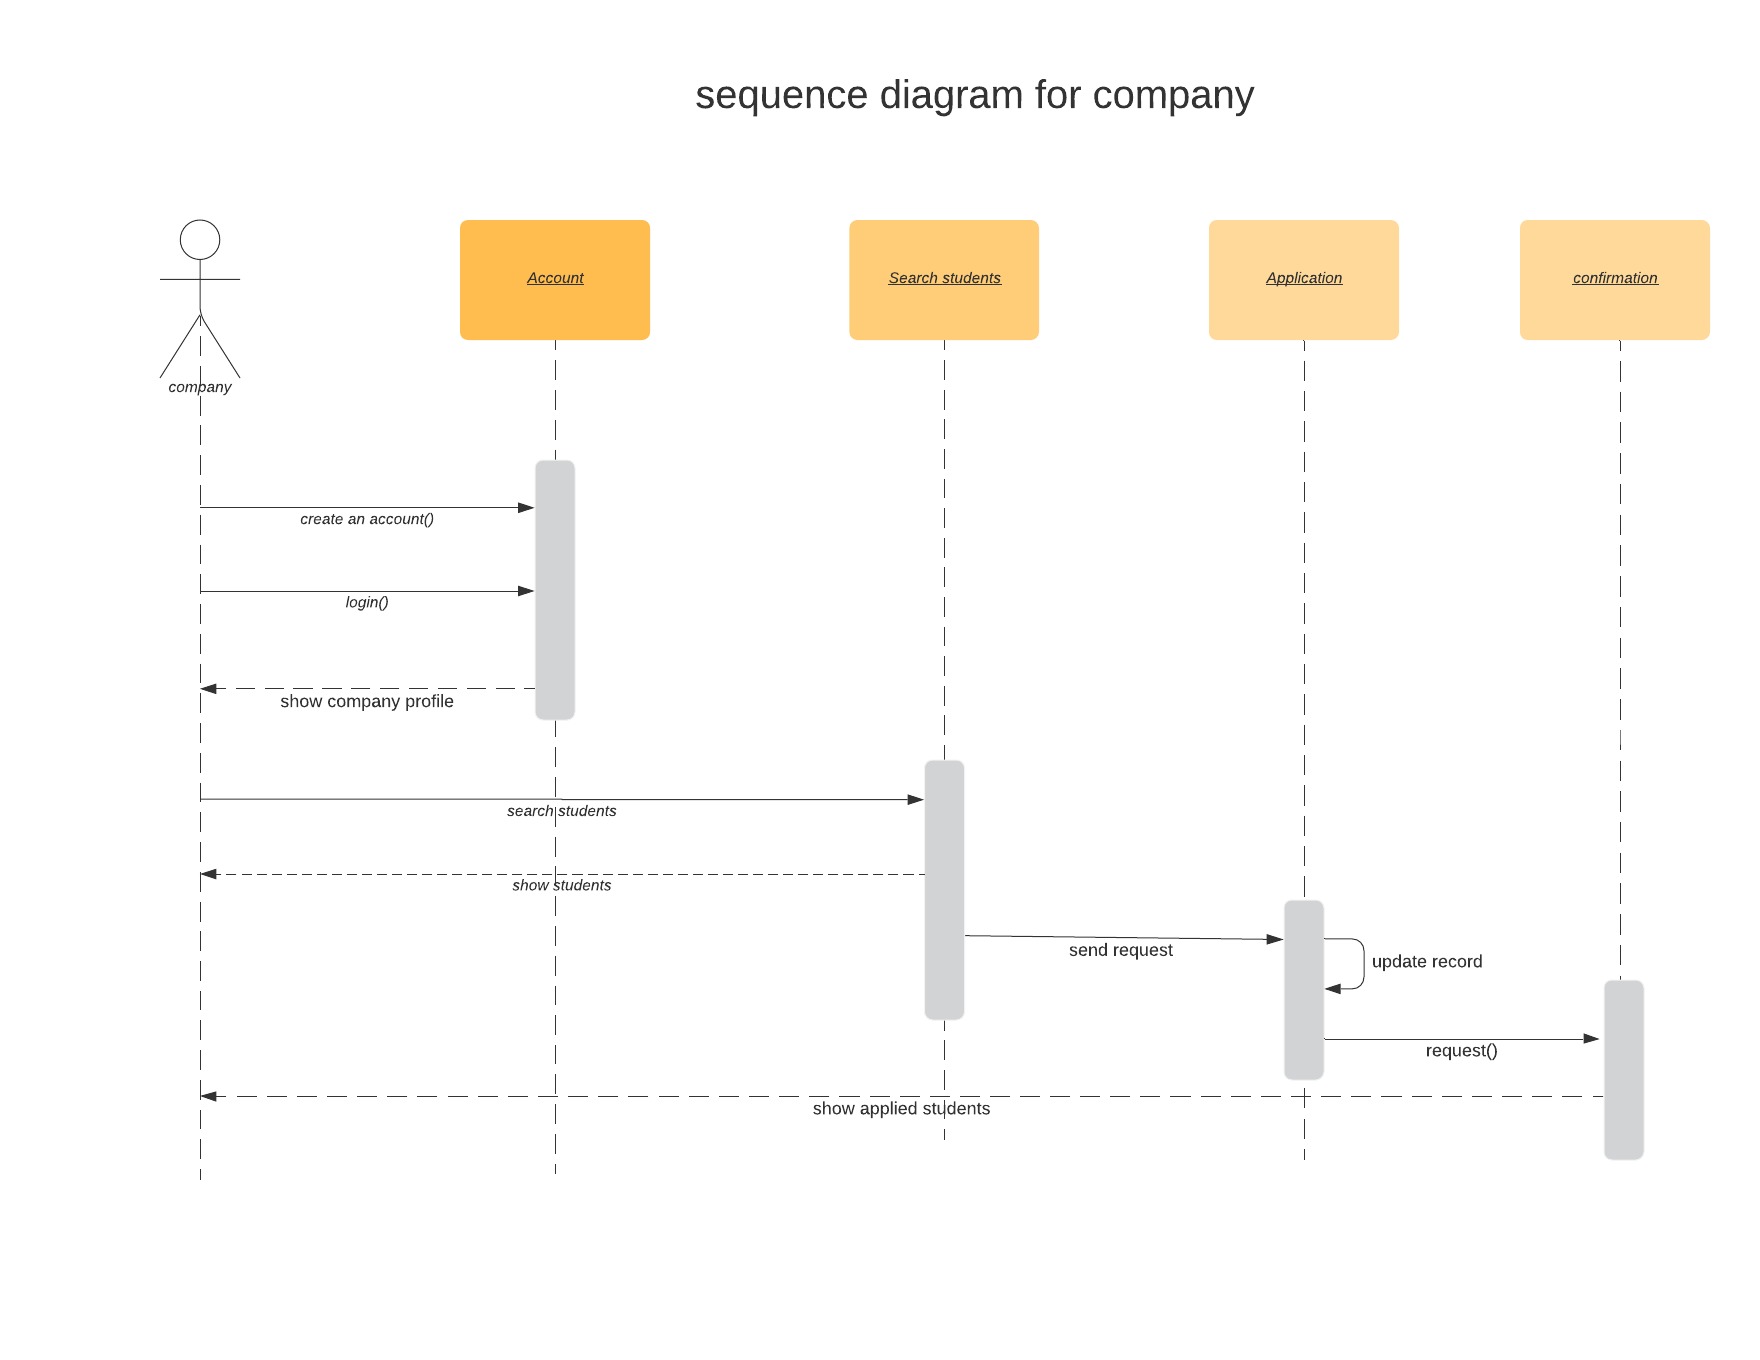 sequence diagram for company
Account
Search students
Application
confirmation
company
create an account()
login()
show company profile
search students
show students
send request
update record
request()
show applied students